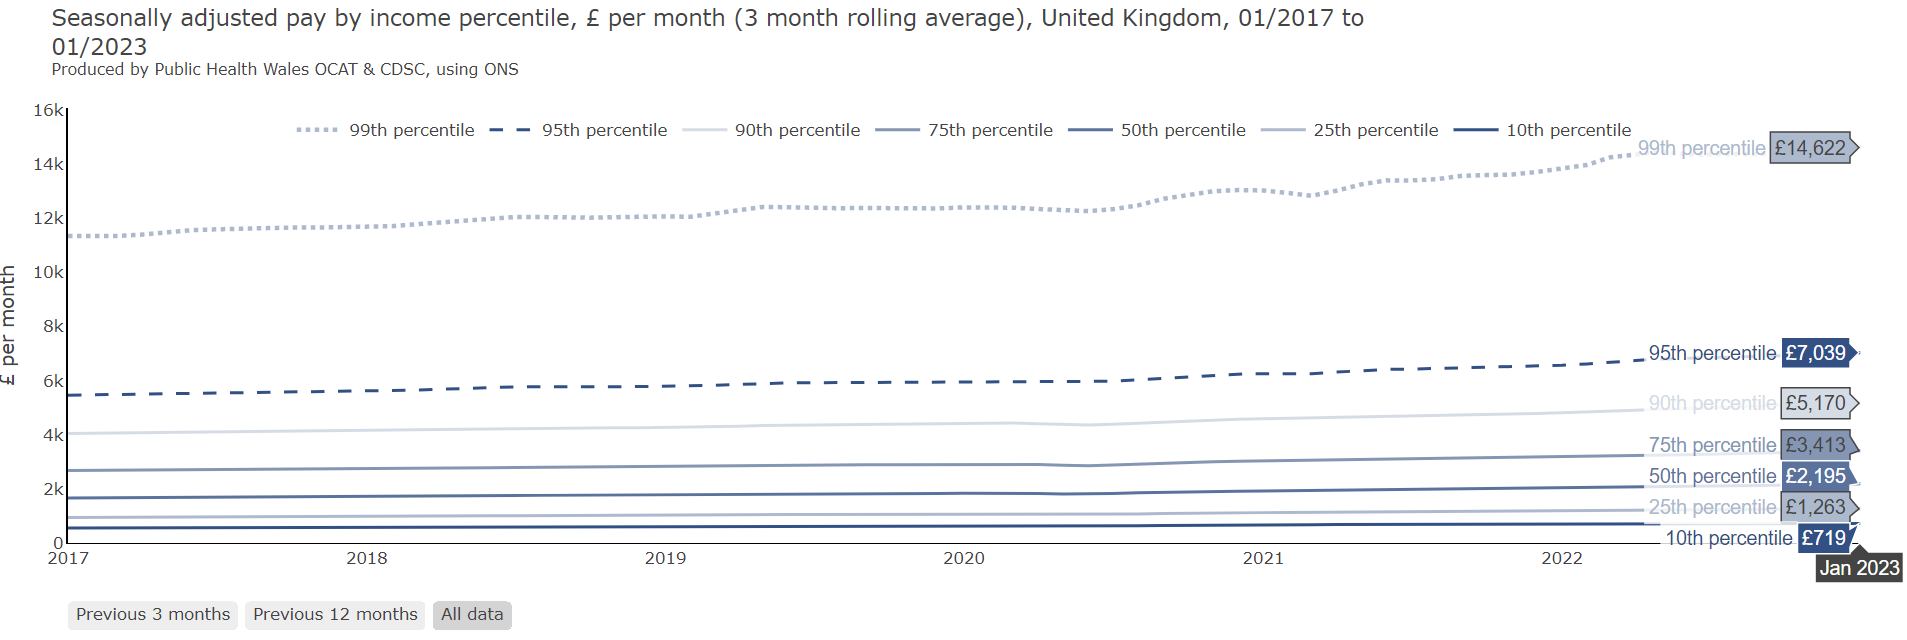 Seasonally adjusted pay by income percentile, £ per month (3 month rolling average), United Kingdom, 01/2017 to
01/2023
Produced by Public Health Wales OCAT & CDSC, using ONS
£ per month
16k
14k
12k
10k
8k
6k
4k
2k
0
99th percentile 95th percentile 90th percentile 75th percentile 50th percentile 25th percentile 10th percentile
99th percentile £14,622
95th percentile £7,039
90th percentile £5,170
75th percentile £3,413
50th percentile £2,195
25th percentile £1,263
10th percentile £719
2017 2018 2019 2020 2021 2022
Jan 2023
Previous 3 months Previous 12 months All data